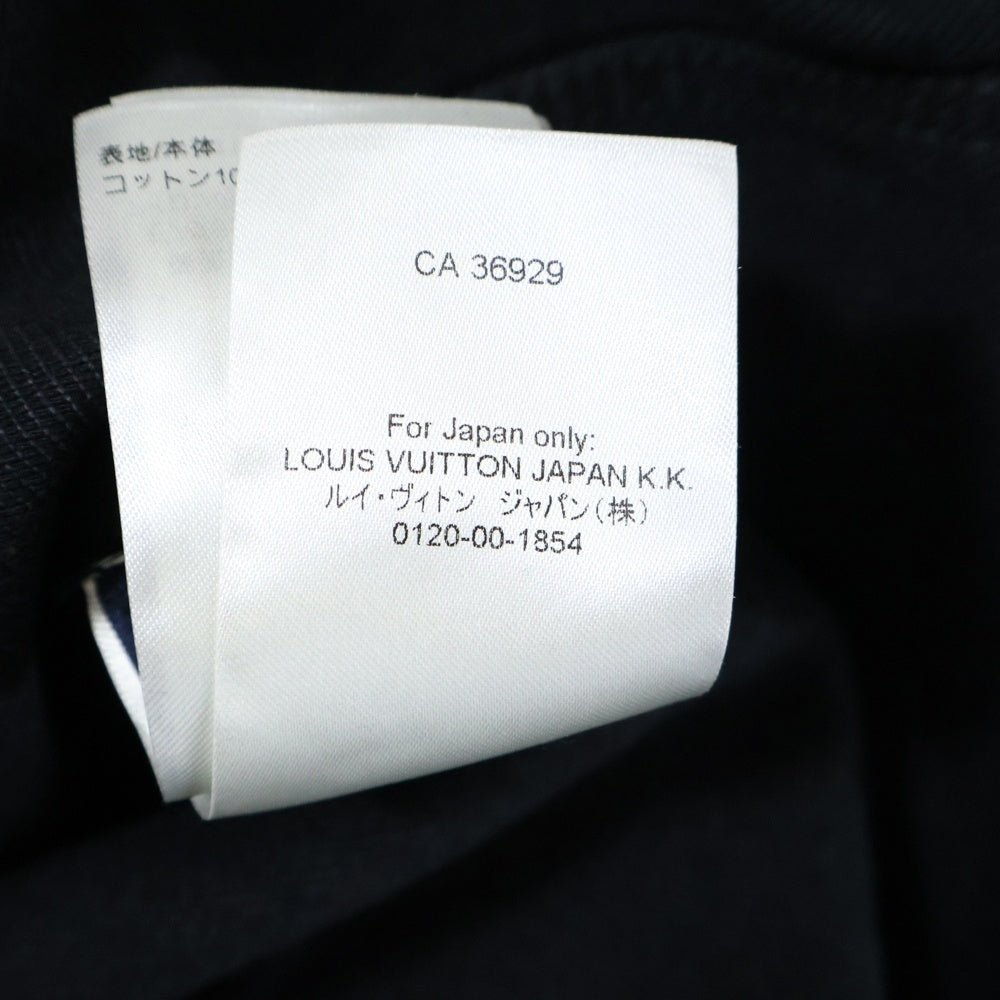 表地/本体
コットン10
CA 36929
For Japan only:
LOUIS VUITTON JAPAN K.K.
ルイ・ヴィトン ジャパン(株)
0120-00-1854